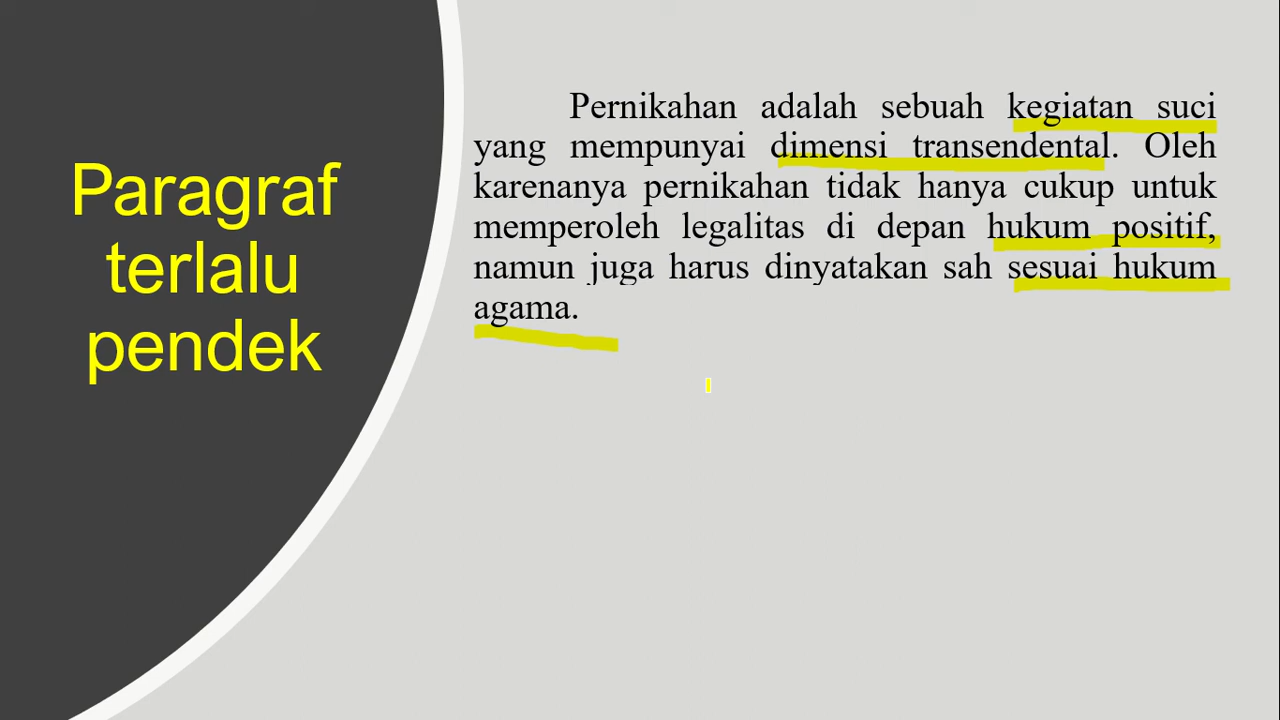 Paragraf
terlalu
pendek
Pernikahan adalah sebuah kegiatan suci
yang mempunyai dimensi transendental. Oleh
karenanya pernikahan tidak hanya cukup untuk
memperoleh legalitas di depan hukum positif,
namun juga harus dinyatakan sah sesuai hukum
agama.